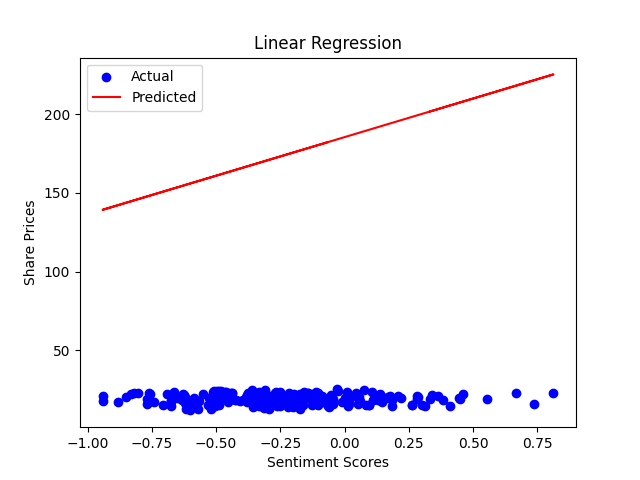 Linear Regression
Actual
Predicted
200
150
100
50
Share Prices
−1.00 −0.75 −0.50 −0.25 0.00 0.25 0.50 0.75
Sentiment Scores